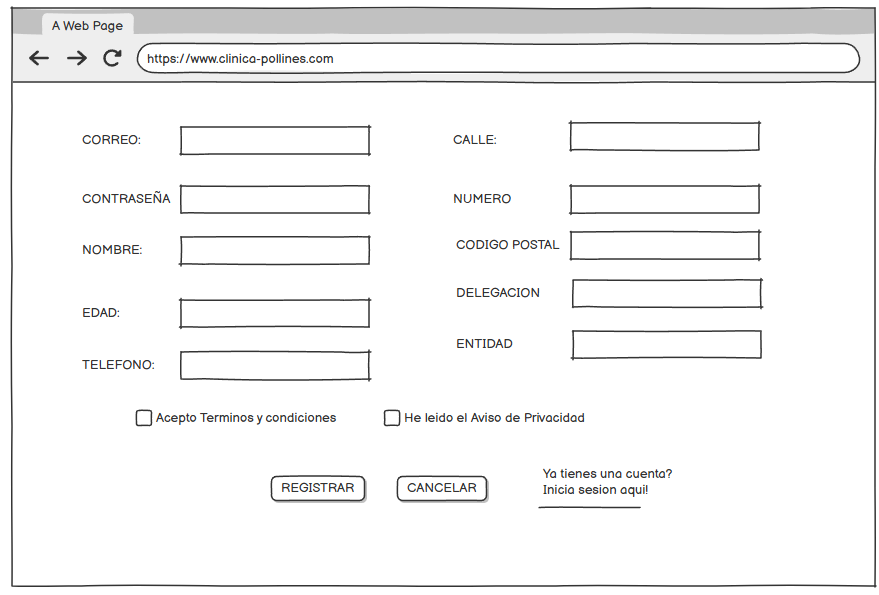 A Web Page
https://www.clinica-pollines.com
CORREO:
CALLE:
CONTRASEÑA
NUMERO
NOMBRE:
CODIGO POSTAL
EDAD:
DELEGACION
TELEFONO:
ENTIDAD
Acepto Terminos y condiciones
He leido el Aviso de Privacidad
REGISTRAR
CANCELAR
Ya tienes una cuenta?
Inicia sesion aqui!